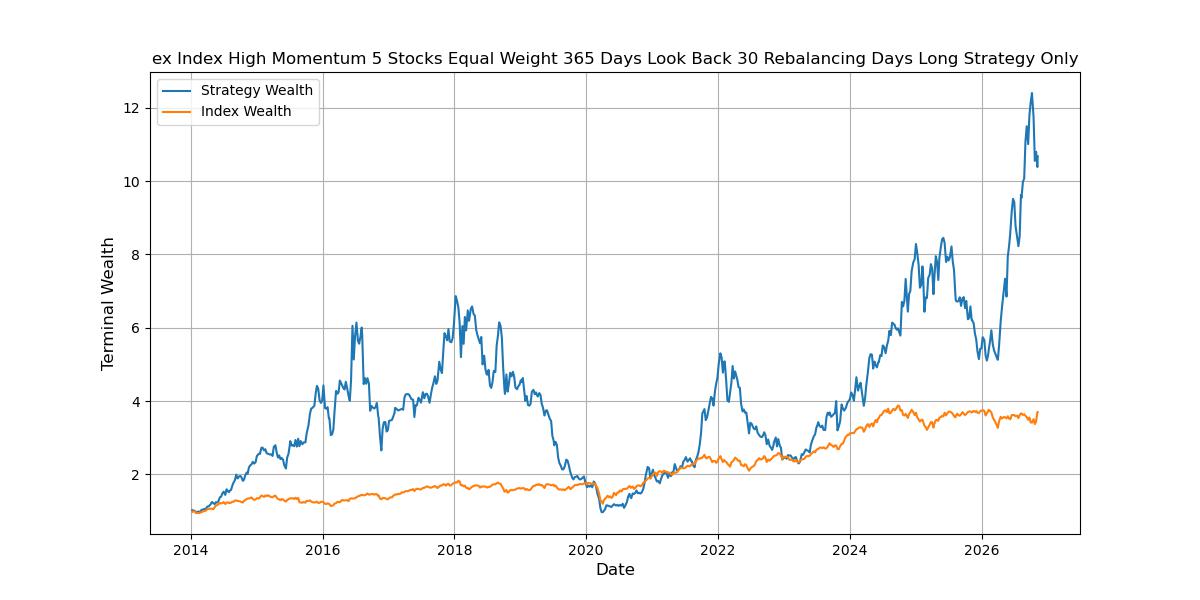 ex Index High Momentum 5 Stocks Equal Weight 365 Days Look Back 30 Rebalancing Days Long Strategy Only
Strategy Wealth
Index Wealth
Terminal Wealth
12
10
8
6
4
2
2014 2016 2018 2020 2022 2024 2026
Date